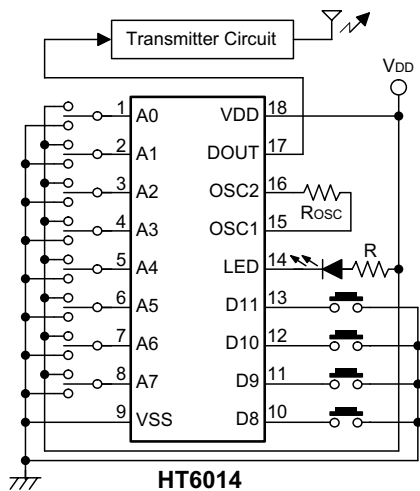 Transmitter Circuit
VDD
1 A0 VDD 18
2 A1 DOUT 17
3 A2 OSC2 16
ROSC
4 A3 OSC1 15
5 A4 LED 14 R
6 A5 D11 13
7 A6 D10 12
8 A7 D9 11
9 VSS D8 10
HT6014